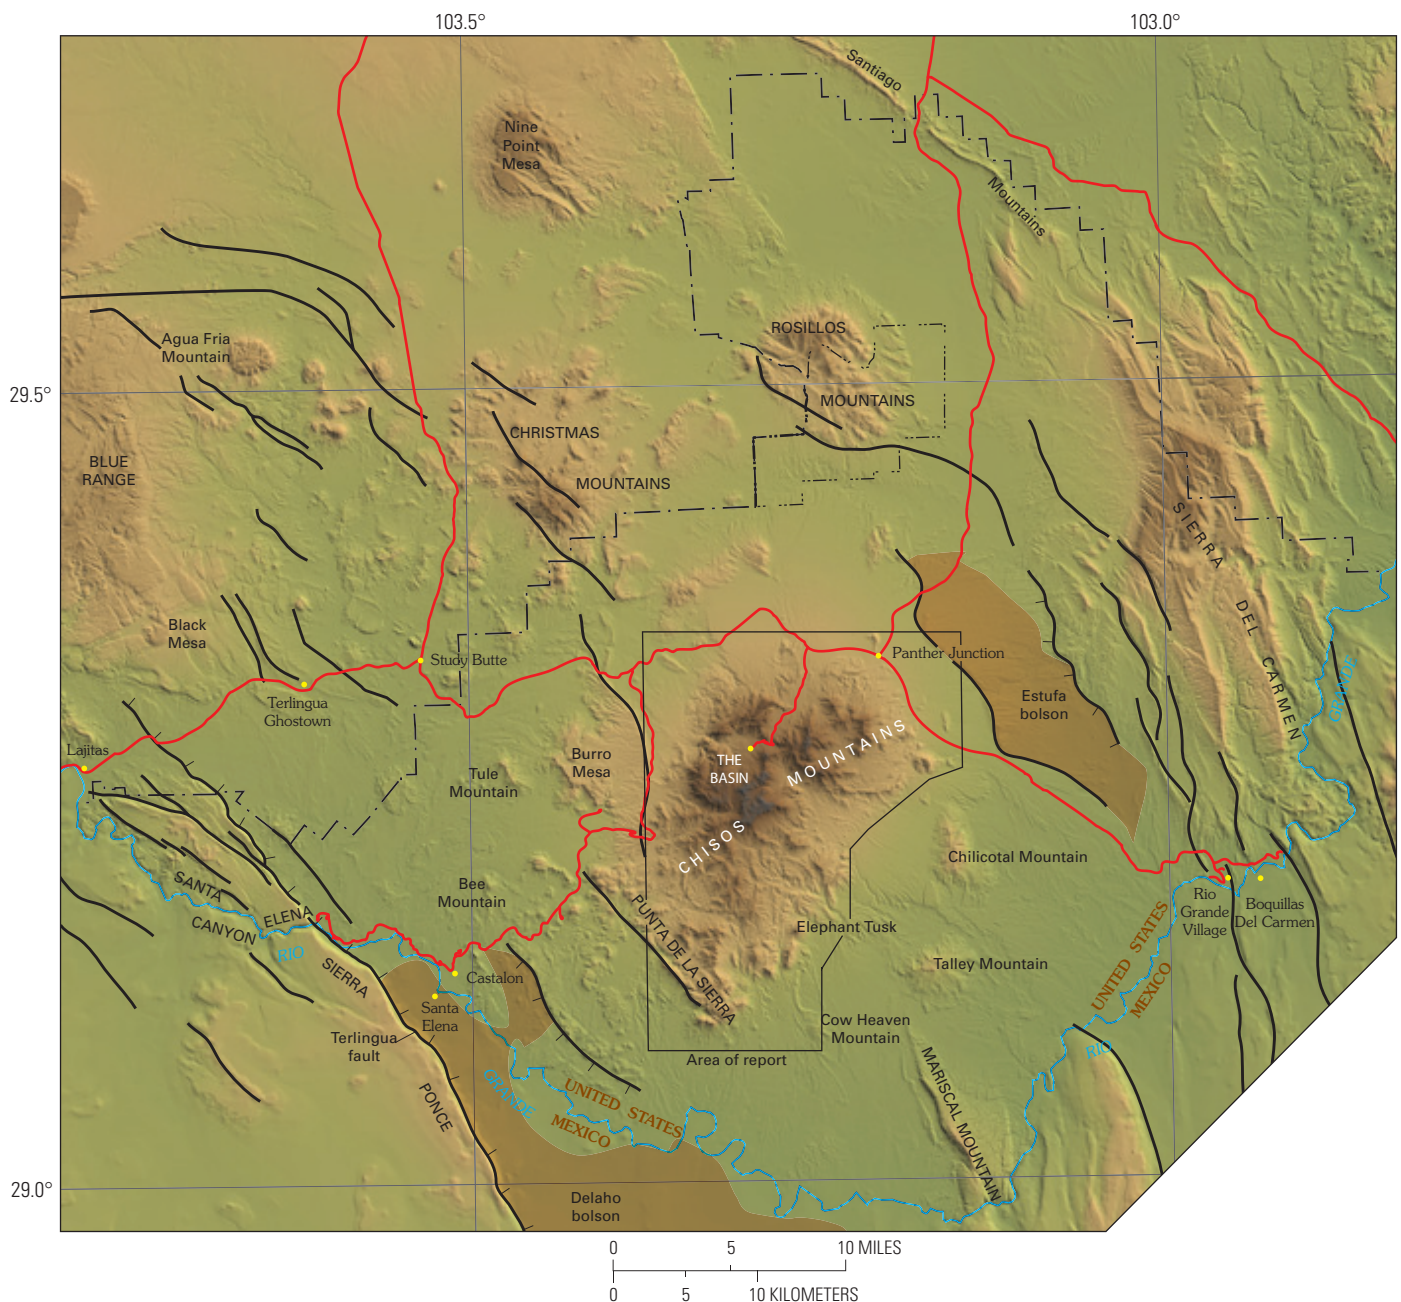 103.5°
103.0°
Santiago
Nine
Point
Mesa
Mountains
ROSILLOS
Agua Fria
Mountain
29.5°
MOUNTAINS
CHRISTMAS
BLUE
RANGE
MOUNTAINS
SIERRA
DEL
CARMEN
Black
Mesa
Study Butte
Panther Junction
GRANDE
Terlingua
Ghostown
Estufa
bolson
Lajitas
Burro
Mesa
THE
BASIN
MOUNTAINS
Tule
Mountain
CHISOS
Chilicotal Mountain
SANTA
ELENA
CANYON
Bee
Mountain
PUNTA DE LA SIERRA
Elephant Tusk
Rio
Grande
Village
Boquillas
Del Carmen
UNITED STATES
MEXICO
RIO
SIERRA
Castalon
Talley Mountain
Santa
Elena
Terlingua
fault
Cow Heaven
Mountain
RIO
Area of report
PONCE
GRANDE
UNITED STATES
MEXICO
MARISCAL MOUNTAIN
29.0°
Delaho
bolson
0 5 10 MILES
0 5 10 KILOMETERS